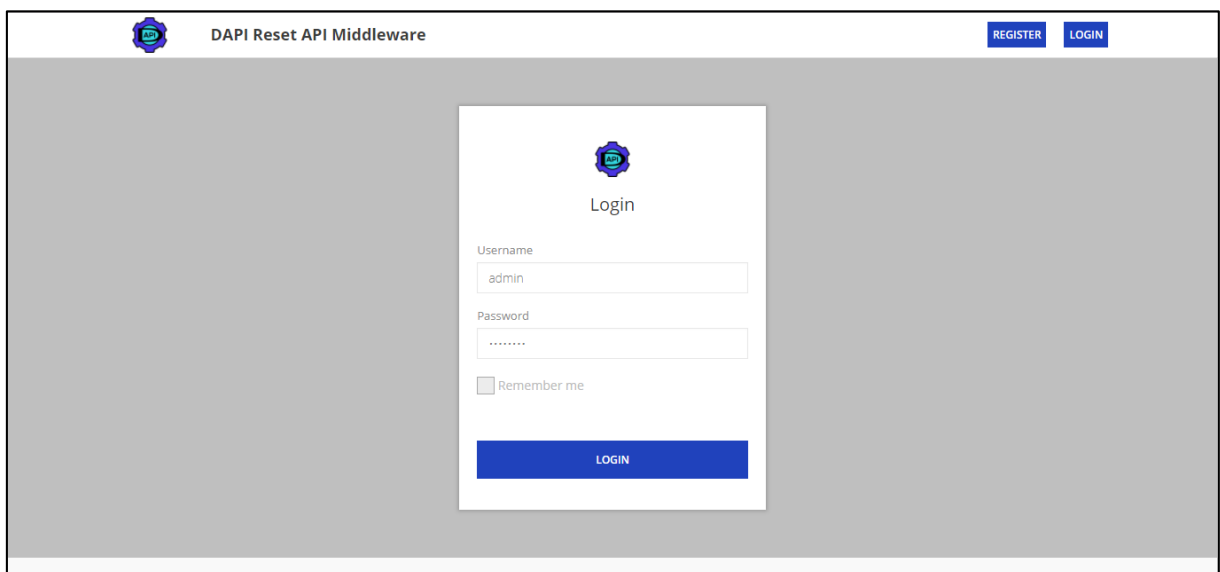 API
DAPI Reset API Middleware
REGISTER
LOGIN
API
Login
Username
admin
Password
········
Remember me
LOGIN